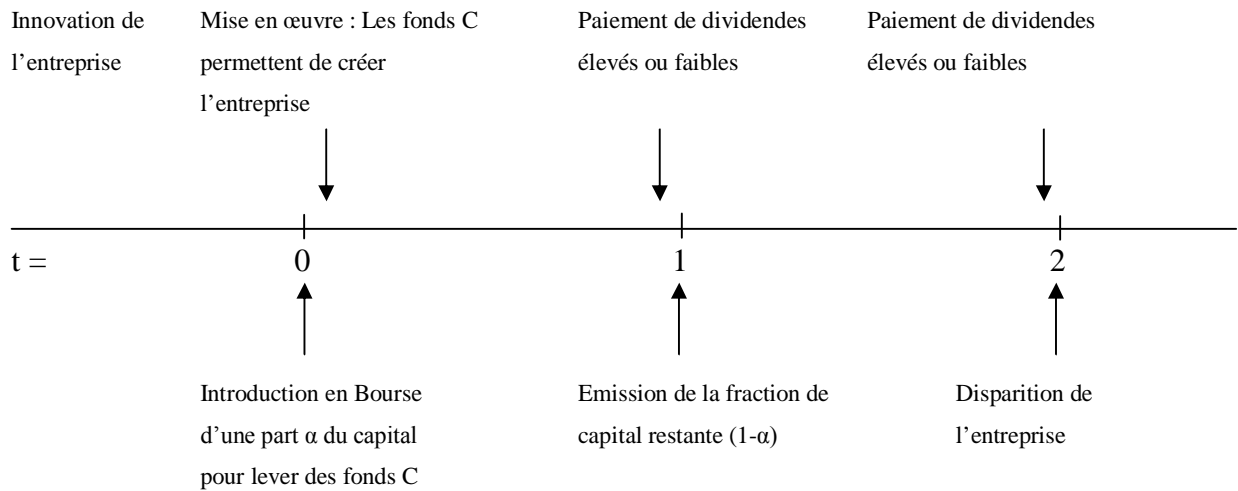 Innovation de
l’entreprise
Mise en œuvre : Les fonds C
permettent de créer
l’entreprise
Paiement de dividendes
élevés ou faibles
Paiement de dividendes
élevés ou faibles
t =
0
1
2
Introduction en Bourse
d’une part α du capital
pour lever des fonds C
Emission de la fraction de
capital restante (1-α)
Disparition de
l’entreprise